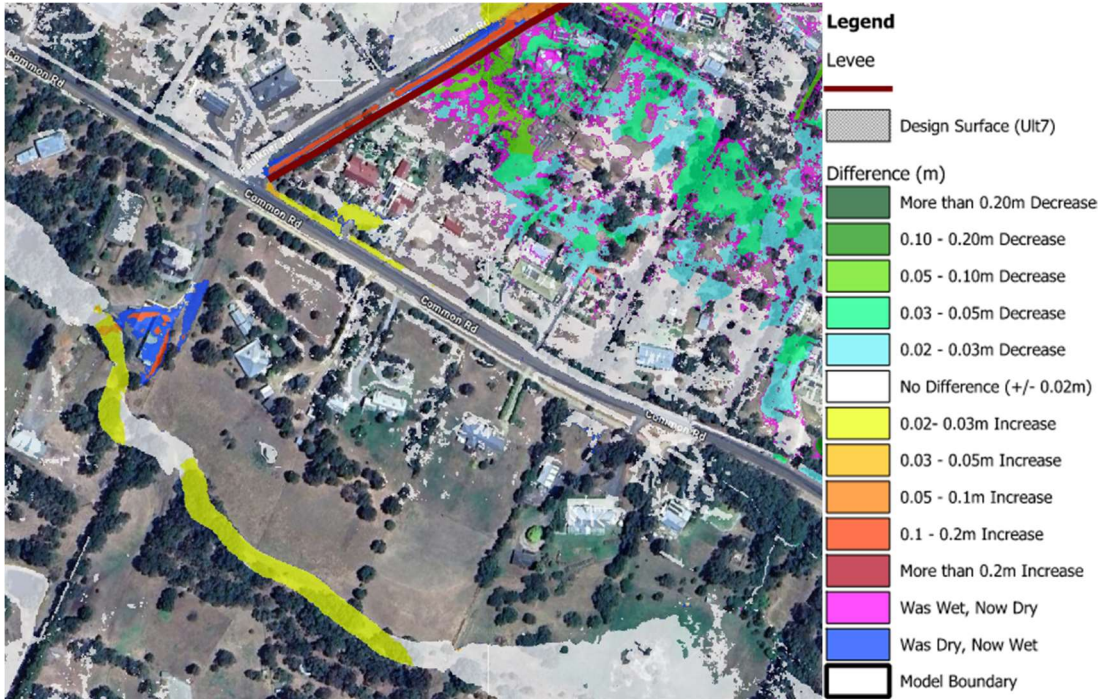 Common Rd
Faulkner Rd
Common Rd
Common Rd
Common Rd
Legend
Levee
Design Surface (Ult7)
Difference (m)
More than 0.20m Decrease
0.10 - 0.20m Decrease
0.05 - 0.10m Decrease
0.03 - 0.05m Decrease
0.02 - 0.03m Decrease
No Difference (+/- 0.02m)
0.02- 0.03m Increase
0.03 - 0.05m Increase
0.05 - 0.1m Increase
0.1 - 0.2m Increase
More than 0.2m Increase
Was Wet, Now Dry
Was Dry, Now Wet
Model Boundary